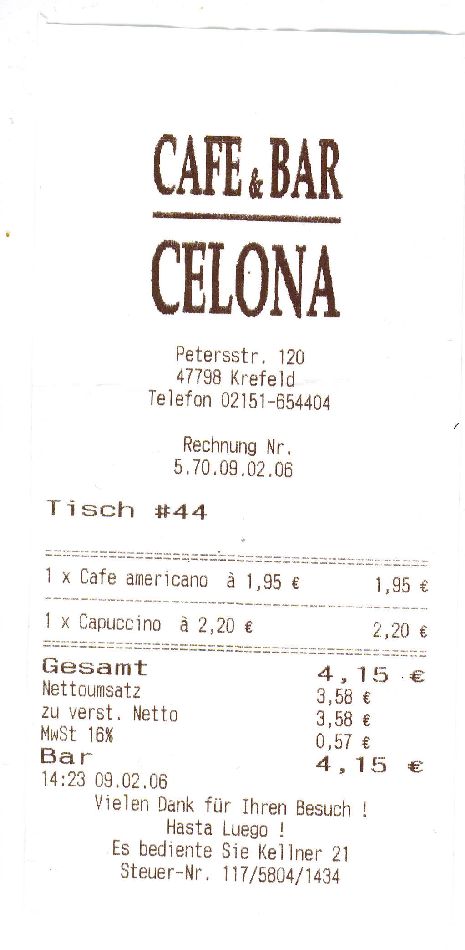 CAFE & BAR
CELONA
Petersstr. 120
47798 Krefeld
Telefon 02151-654404
Rechnung Nr.
5.70.09.02.06
Tisch #44
1 x Cafe americano à 1,95 € 1,95 €
1 x Capuccino à 2,20 € 2,20 €
Gesamt 4,15 €
Nettoumsatz 3,58 €
zu verst. Netto 3,58 €
MwSt 16% 0,57 €
Bar 4,15 €
14:23 09.02.06
Vielen Dank für Ihren Besuch !
Hasta Luego !
Es bediente Sie Kellner 21
Steuer-Nr. 117/5804/1434